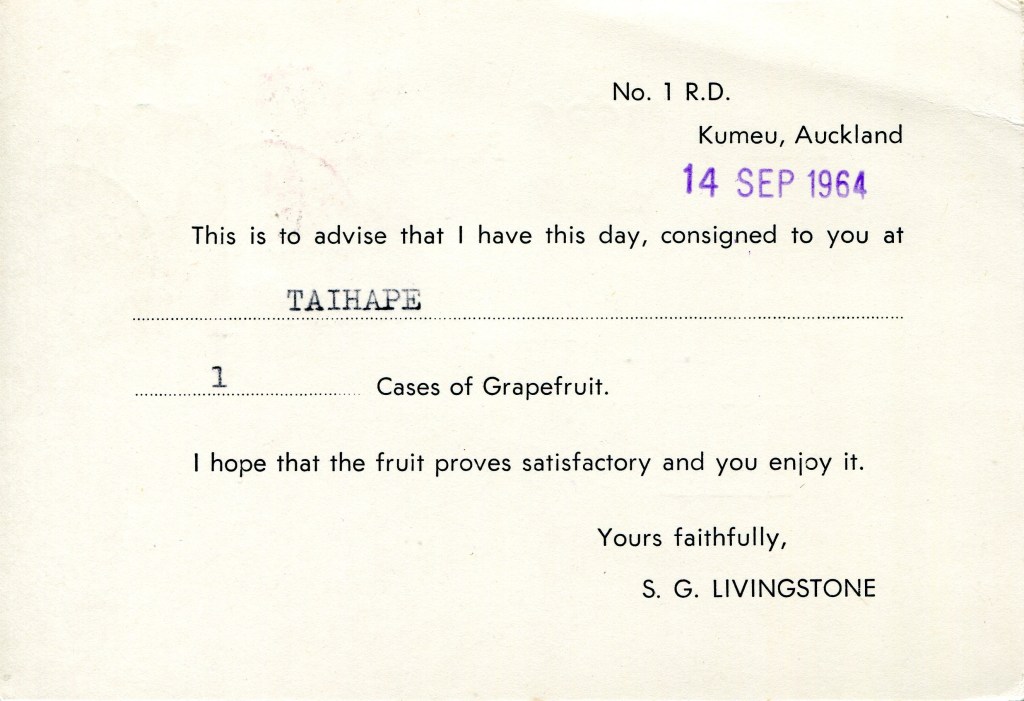 No. 1 R.D.
Kumeu, Auckland
14 SEP 1964
This is to advise that I have this day, consigned to you at
TAIHAPE
1 Cases of Grapefruit.
I hope that the fruit proves satisfactory and you enjoy it.
Yours faithfully,
S. G. LIVINGSTONE